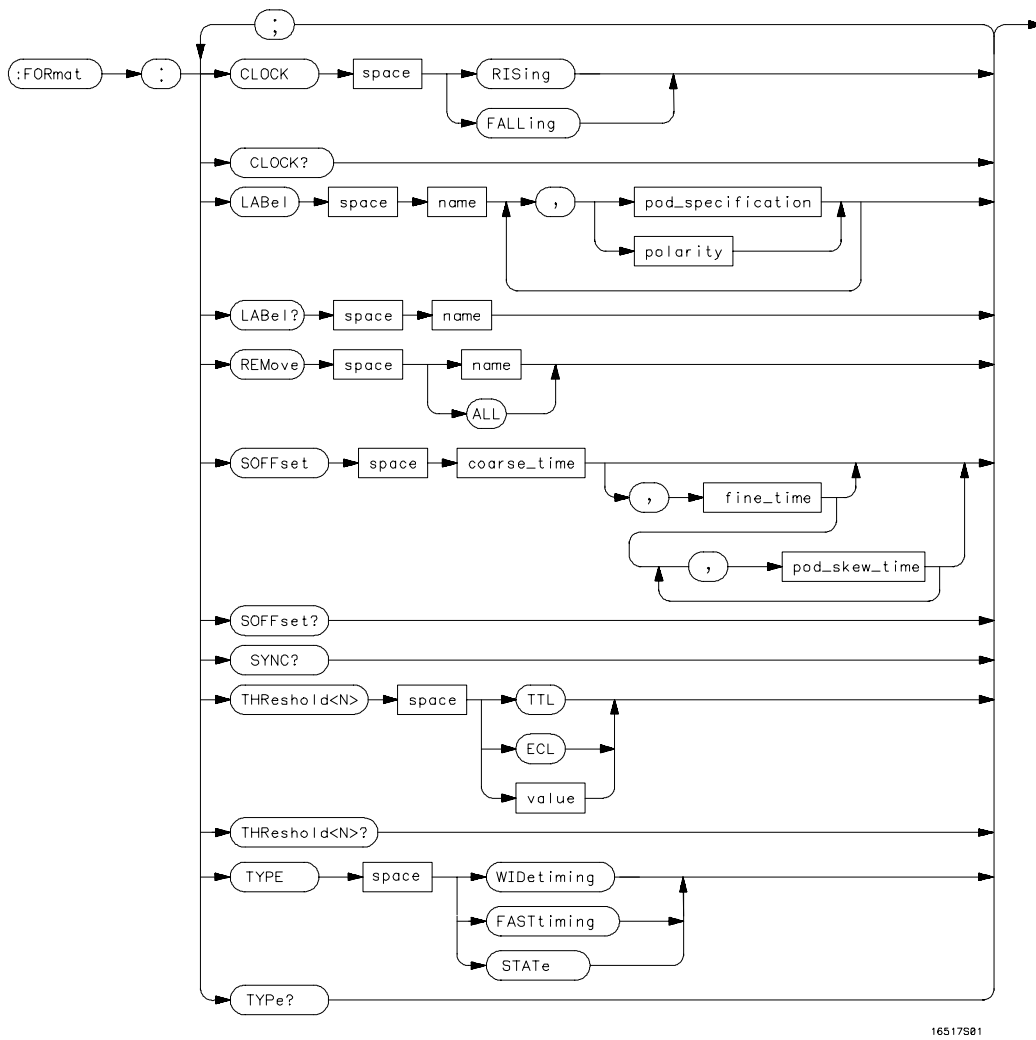 ;
:FORmat : CLOCK space RISing
FALLing
CLOCK?
LABel space name , pod_specification
polarity
LABel? space name
REMove space name
ALL
SOFFset space coarse_time
, fine_time
, pod_skew_time
SOFFset?
SYNC?
THReshold<N> space TTL
ECL
value
THReshold<N>?
TYPE space WIDetiming
FASTtiming
STATe
TYPe?
16517S01